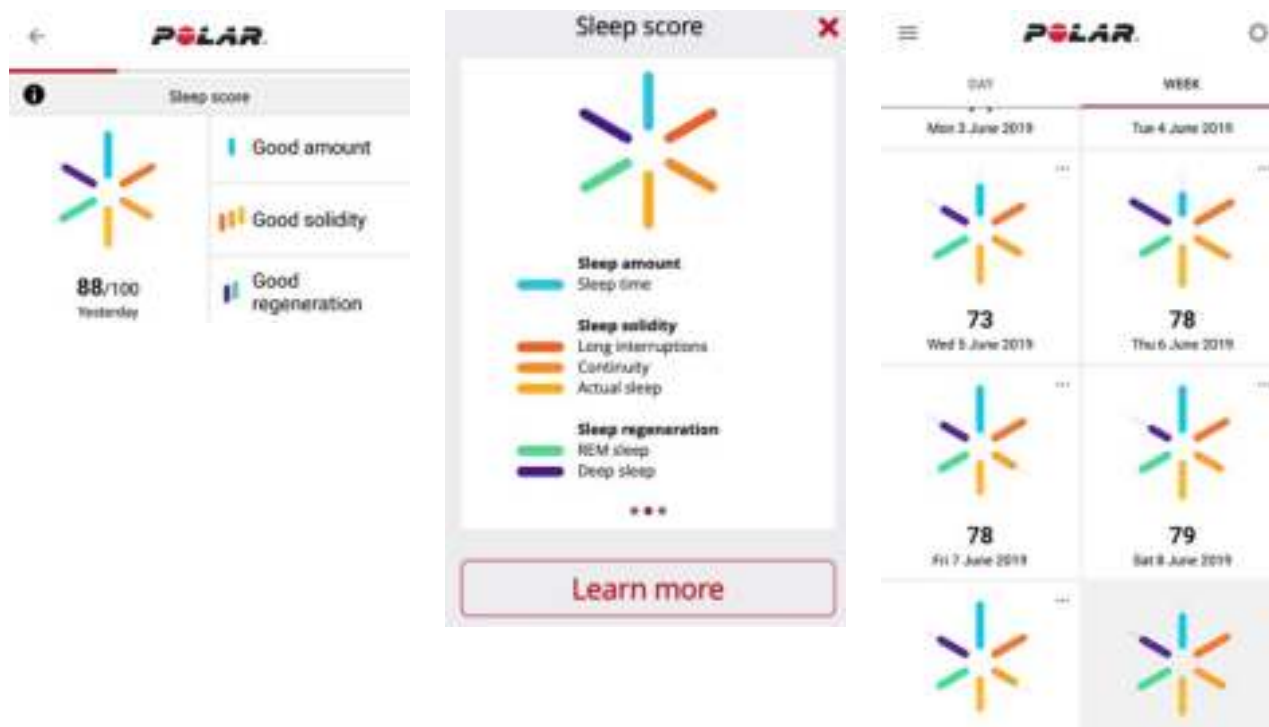 POLAR
Sleep score
Good amount
Good solidity
Good
regeneration
88/100
Yesterday
Sleep score
Sleep amount
Sleep time
Sleep solidity
Long interruptions
Continuity
Actual sleep
Sleep regeneration
REM sleep
Deep sleep
Learn more
POLAR
DAY WEEK
Mon 3 June 2019 Tue 4 June 2019
73 78
Wed 5 June 2019 Thu 6 June 2019
78 79
Fri 7 June 2019 Sat 8 June 2019